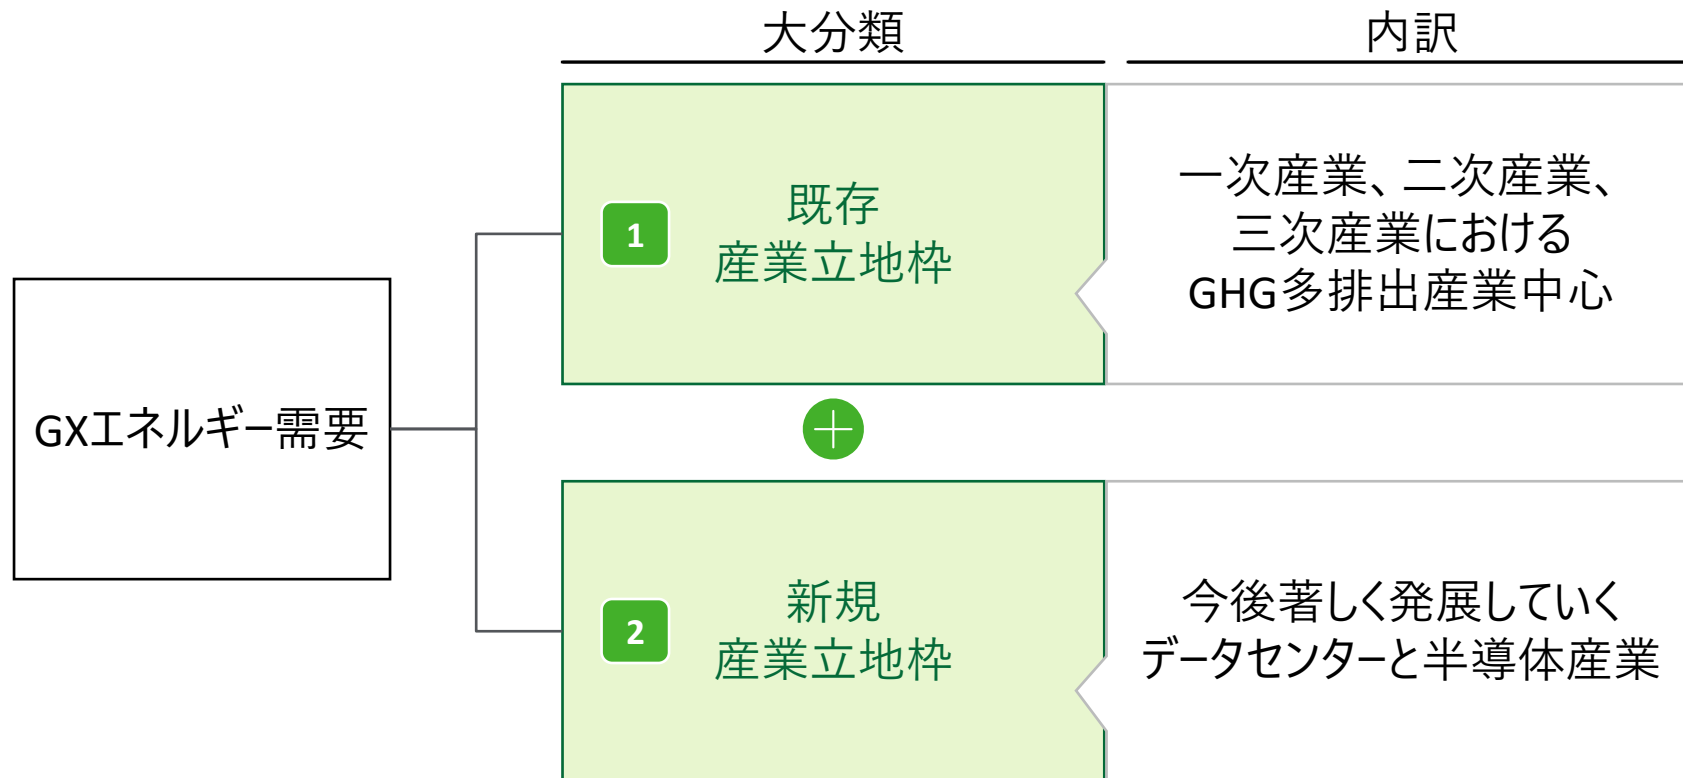 大分類
内訳
GXエネルギー需要
1
既存
産業立地枠
一次産業、二次産業、
三次産業における
GHG多排出産業中心
2
新規
産業立地枠
今後著しく発展していく
データセンターと半導体産業